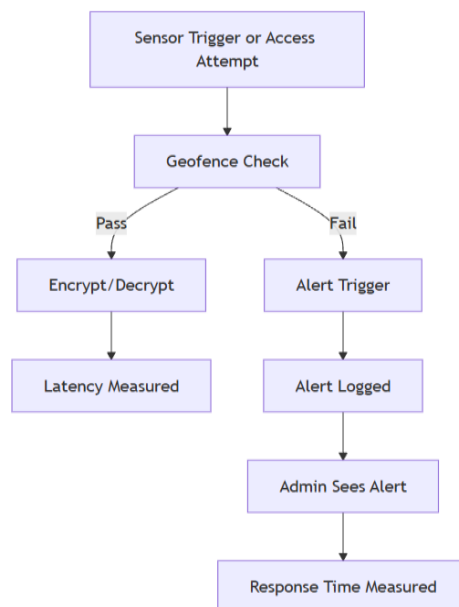 Sensor Trigger or Access
Attempt
Geofence Check
Pass
Fail
Encrypt/Decrypt
Alert Trigger
Latency Measured
Alert Logged
Admin Sees Alert
Response Time Measured